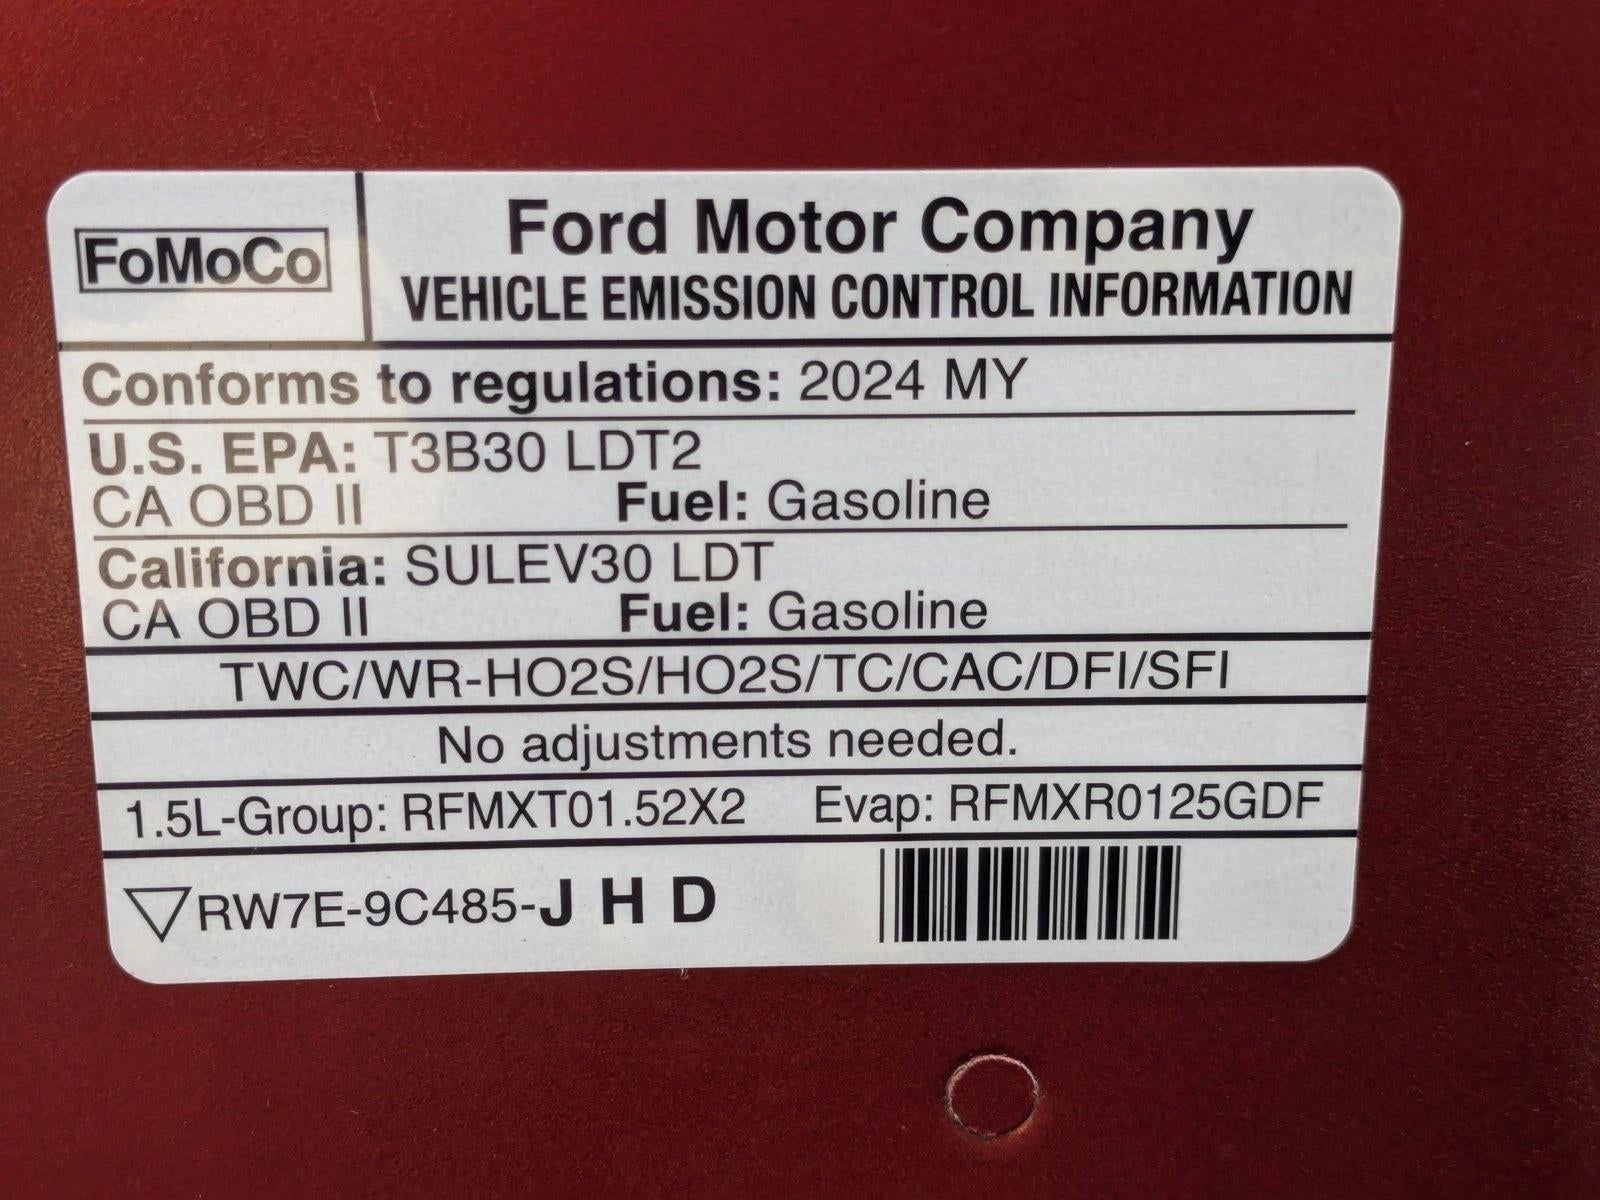 FoMoCo
Ford Motor Company
VEHICLE EMISSION CONTROL INFORMATION
Conforms to regulations: 2024 MY
U.S. EPA: T3B30 LDT2
CA OBD II Fuel: Gasoline
California: SULEV30 LDT
CA OBD II Fuel: Gasoline
TWC/WR-HO2S/HO2S/TC/CAC/DFI/SFI
No adjustments needed.
1.5L-Group: RFMXT01.52X2 Evap: RFMXR0125GDF
RW7E-9C485-J H D